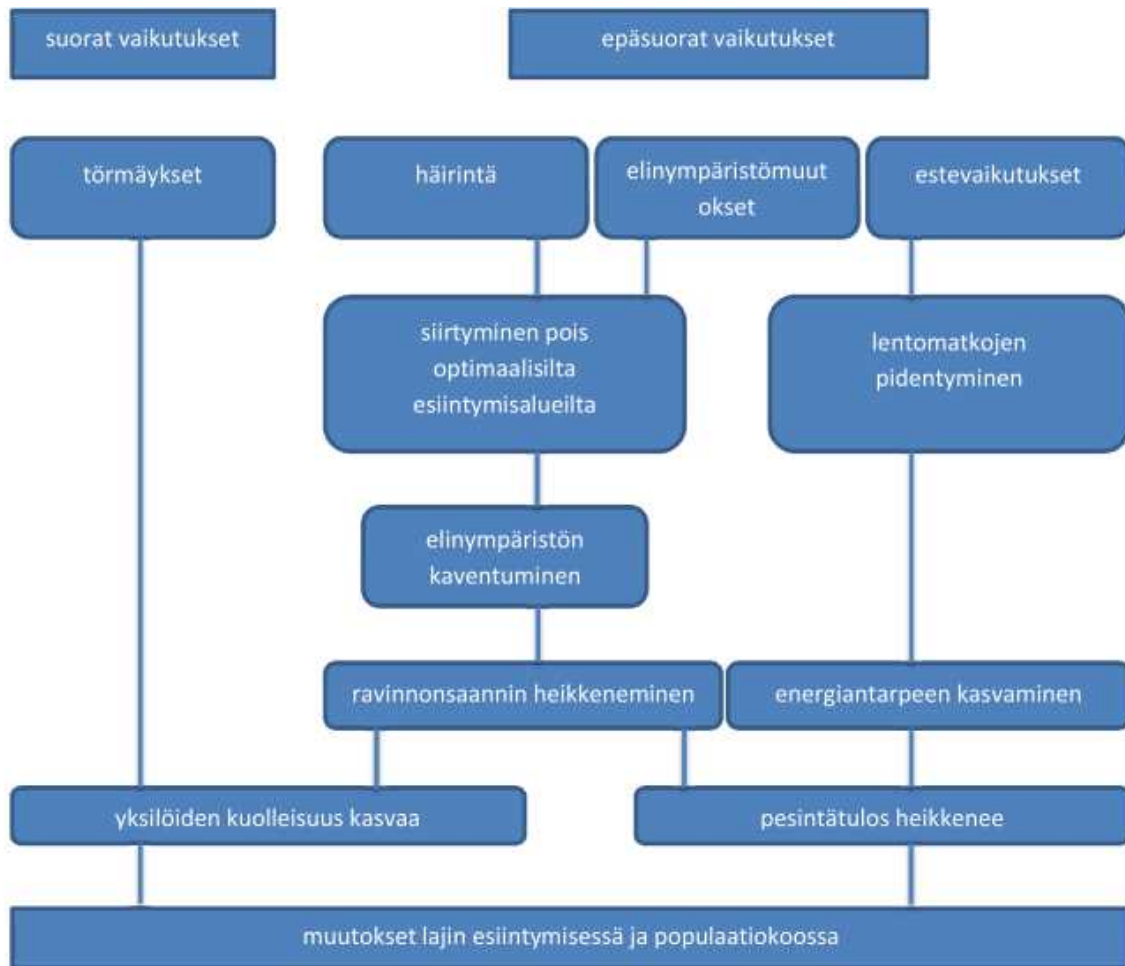 suorat vaikutukset
epäsuorat vaikutukset
törmäykset
häirintä
elinympäristömuut
okset
estevaikutukset
siirtyminen pois
optimaalisilta
esiintymisalueilta
lentomatkojen
pidentyminen
elinympäristön
kaventuminen
ravinnonsaannin heikkeneminen
energiantarpeen kasvaminen
yksilöiden kuolleisuus kasvaa
pesintätulos heikkenee
muutokset lajin esiintymisessä ja populaatiokoossa